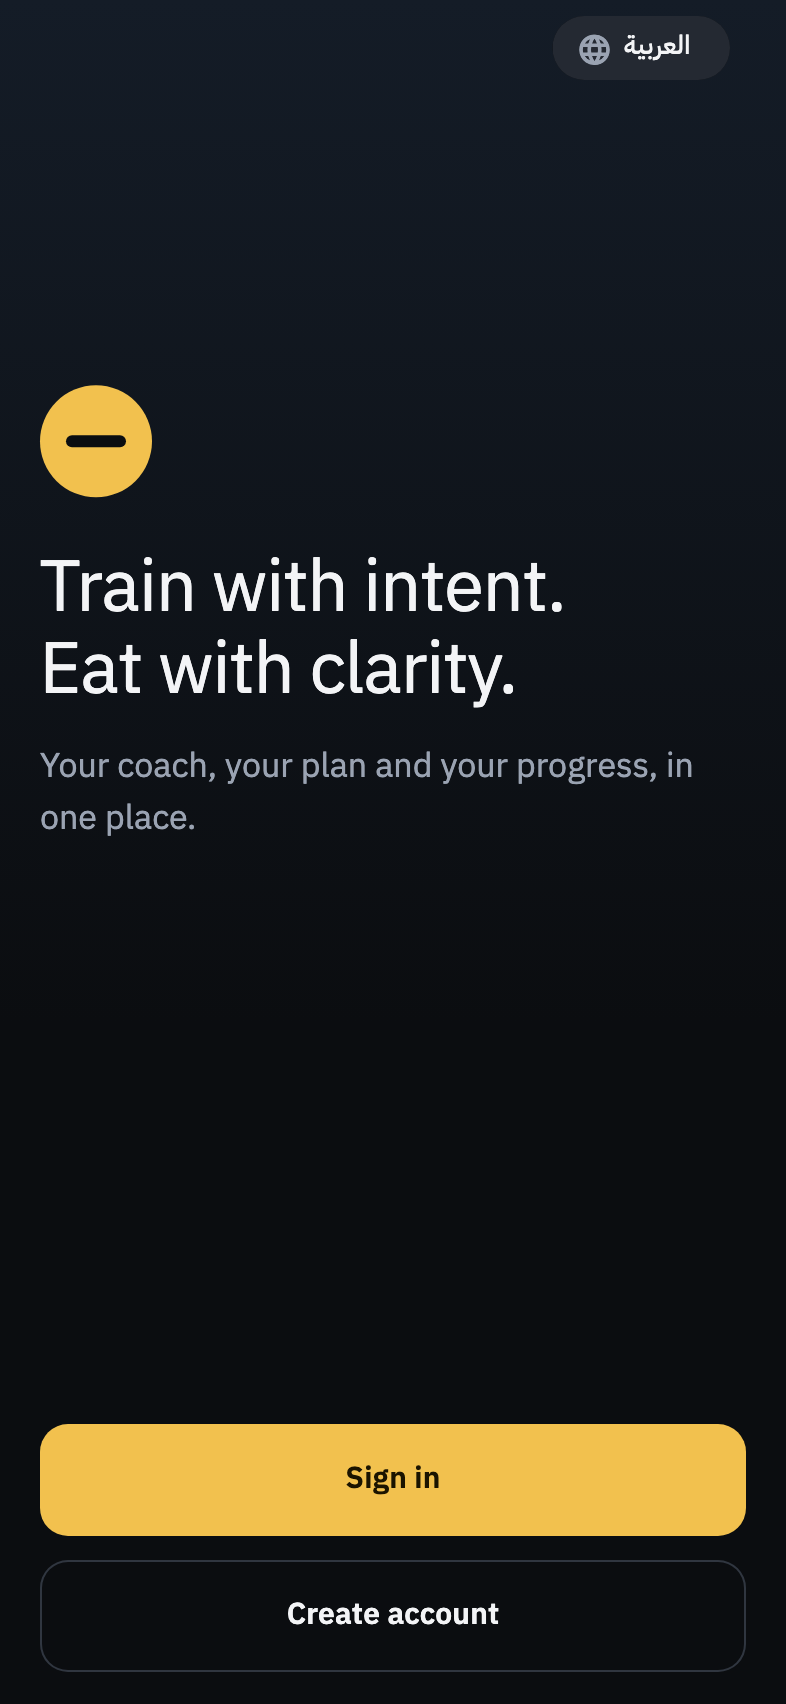 العربية
Train with intent.
Eat with clarity.
Your coach, your plan and your progress, in
one place.
Sign in
Create account